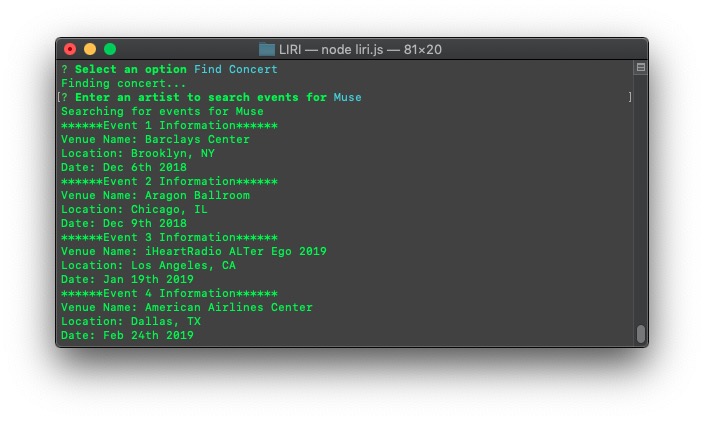 LIRI — node liri.js — 81×20
? Select an option Find Concert
Finding concert...
[? Enter an artist to search events for Muse ]
Searching for events for Muse
******Event 1 Information******
Venue Name: Barclays Center
Location: Brooklyn, NY
Date: Dec 6th 2018
******Event 2 Information******
Venue Name: Aragon Ballroom
Location: Chicago, IL
Date: Dec 9th 2018
******Event 3 Information******
Venue Name: iHeartRadio ALTer Ego 2019
Location: Los Angeles, CA
Date: Jan 19th 2019
******Event 4 Information******
Venue Name: American Airlines Center
Location: Dallas, TX
Date: Feb 24th 2019